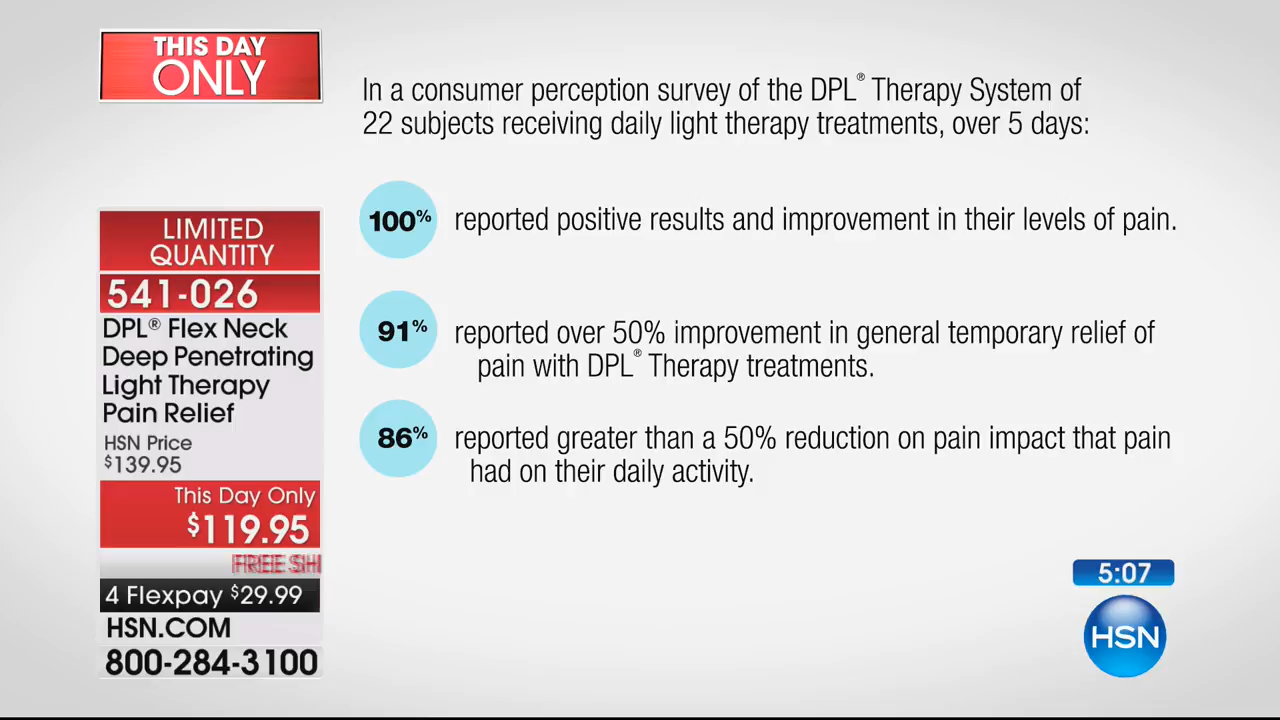 THIS DAY
ONLY
In a consumer perception survey of the DPL® Therapy System of
22 subjects receiving daily light therapy treatments, over 5 days:
100% reported positive results and improvement in their levels of pain.
91% reported over 50% improvement in general temporary relief of
pain with DPL® Therapy treatments.
86% reported greater than a 50% reduction on pain impact that pain
had on their daily activity.
LIMITED
QUANTITY
541-026
DPL® Flex Neck
Deep Penetrating
Light Therapy
Pain Relief
HSN Price
$139.95
This Day Only
$119.95
FREE SHI
4 Flexpay $29.99
HSN.COM
800-284-3100
5:07
HSN